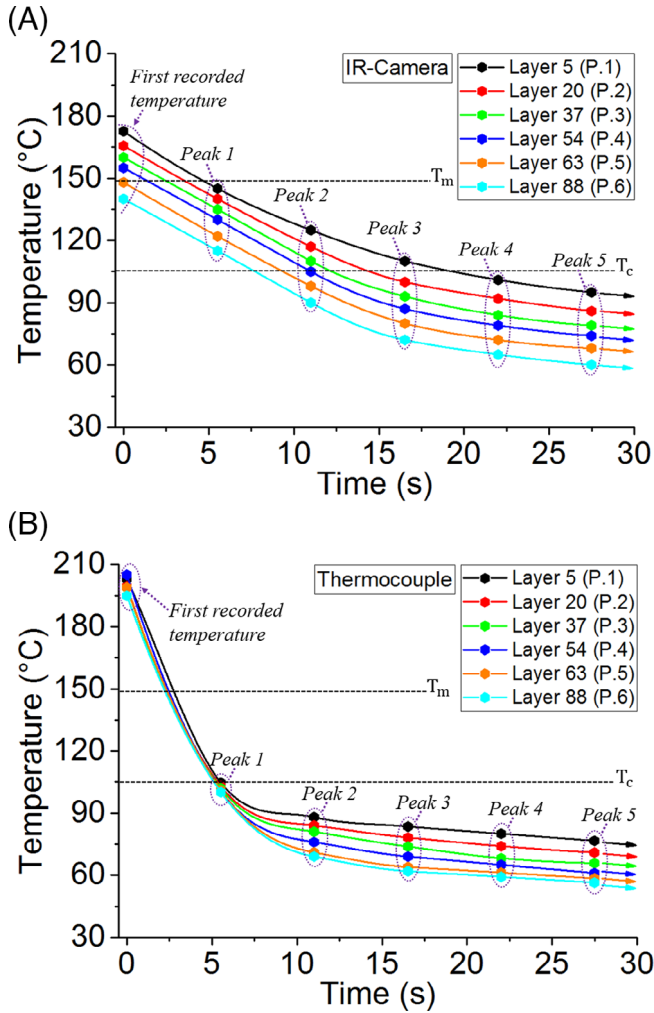 (A)
210
180
150
120
90
60
30
Temperature (°C)
0
5
10
15
20
25
30
Time (s)
First recorded
temperature
Peak 1
Peak 2
Peak 3
Peak 4
Peak 5
Tm
Tc
IR-Camera
Layer 5 (P.1)
Layer 20 (P.2)
Layer 37 (P.3)
Layer 54 (P.4)
Layer 63 (P.5)
Layer 88 (P.6)
(B)
210
180
150
120
90
60
30
Temperature (°C)
0
5
10
15
20
25
30
Time (s)
First recorded
temperature
Peak 1
Peak 2
Peak 3
Peak 4
Peak 5
Tm
Tc
Thermocouple
Layer 5 (P.1)
Layer 20 (P.2)
Layer 37 (P.3)
Layer 54 (P.4)
Layer 63 (P.5)
Layer 88 (P.6)